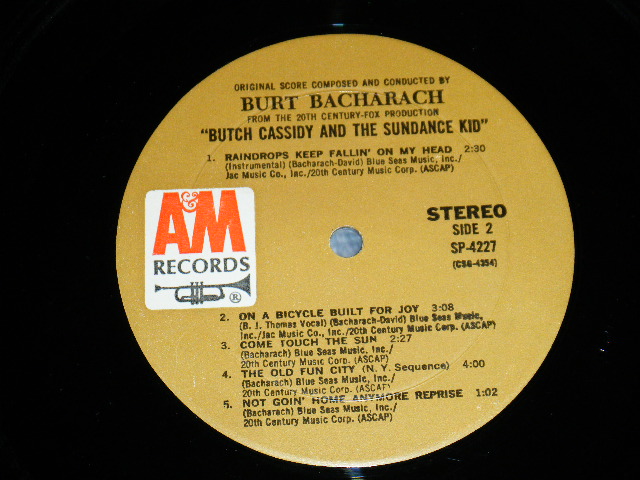 ORIGINAL SCORE COMPOSED AND CONDUCTED BY
BURT BACHARACH
FROM THE 20TH CENTURY-FOX PRODUCTION
"BUTCH CASSIDY AND THE SUNDANCE KID"
1. RAINDROPS KEEP FALLIN' ON MY HEAD 2:30
(Instrumental) (Bacharach-David) Blue Seas Music, Inc./
Jac Music Co., Inc./20th Century Music Corp. (ASCAP)
A&M
RECORDS
®
STEREO
SIDE 2
SP-4227
(CSG-4354)
2. ON A BICYCLE BUILT FOR JOY 3:08
(B. J. Thomas Vocal) (Bacharach-David) Blue Seas Music,
Inc./Jac Music Co., Inc./20th Century Music Corp. (ASCAP)
3. COME TOUCH THE SUN 2:27
(Bacharach) Blue Seas Music, Inc./
20th Century Music Corp. (ASCAP)
4. THE OLD FUN CITY (N. Y. Sequence) 4:00
(Bacharach) Blue Seas Music, Inc./
20th Century Music Corp. (ASCAP)
5. NOT GOIN' HOME ANYMORE REPRISE 1:02
(Bacharach) Blue Seas Music, Inc./
20th Century Music Corp. (ASCAP)